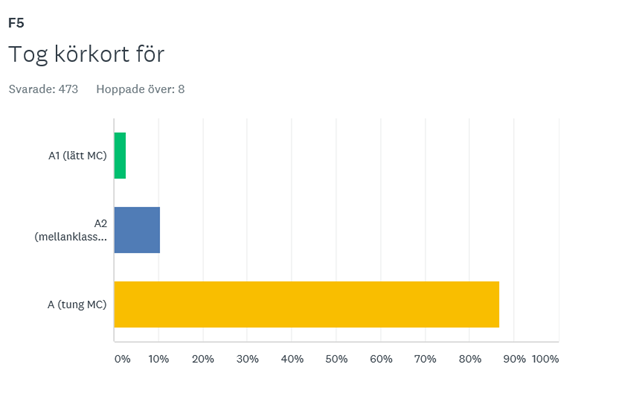 F5
Tog körkort för
Svarade: 473 Hoppade över: 8
A1 (lätt MC)
A2
(mellanklass...
A (tung MC)
0% 10% 20% 30% 40% 50% 60% 70% 80% 90% 100%